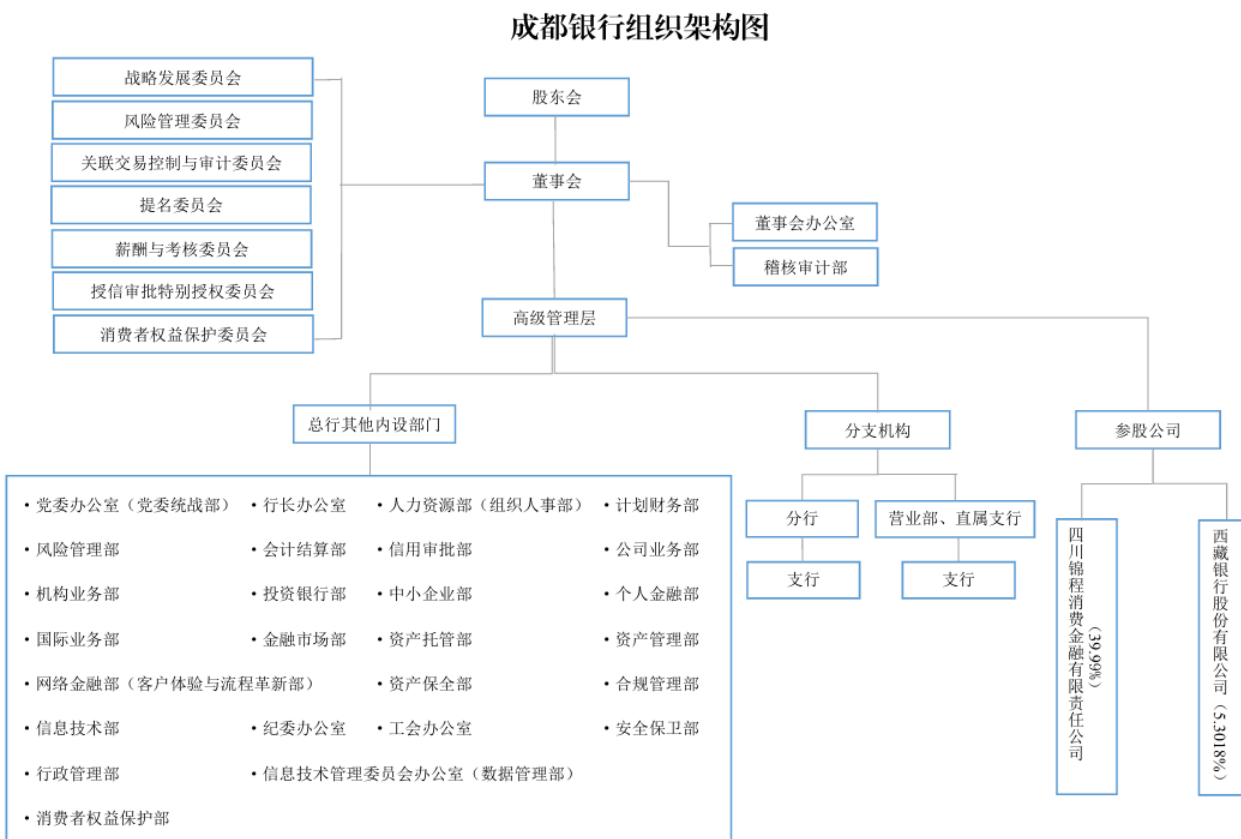 成都银行组织架构图
战略发展委员会
风险管理委员会
关联交易控制与审计委员会
提名委员会
薪酬与考核委员会
授信审批特别授权委员会
消费者权益保护委员会
股东会
董事会
董事会办公室
稽核审计部
高级管理层
总行其他内设部门
分支机构
参股公司
•党委办公室（党委统战部） •行长办公室 •人力资源部（组织人事部） •计划财务部
•风险管理部 •会计结算部 •信用审批部 •公司业务部
•机构业务部 •投资银行部 •中小企业部 •个人金融部
•国际业务部 •金融市场部 •资产托管部 •资产管理部
•网络金融部（客户体验与流程革新部） •资产保全部 •合规管理部
•信息技术部 •纪委办公室 •工会办公室 •安全保卫部
•行政管理部 •信息技术管理委员会办公室（数据管理部）
•消费者权益保护部
分行
营业部、直属支行
支行
支行
四川锦程消费金融有限责任公司
（39.99%）
西藏银行股份有限公司（5.3018%）